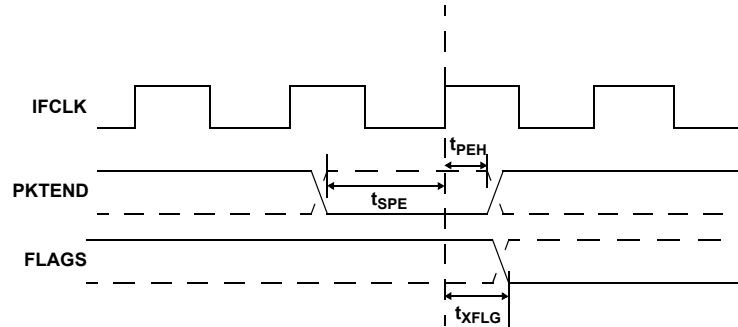 IFCLK
t_PEH
PKTEND
t_SPE
FLAGS
t_XFLG